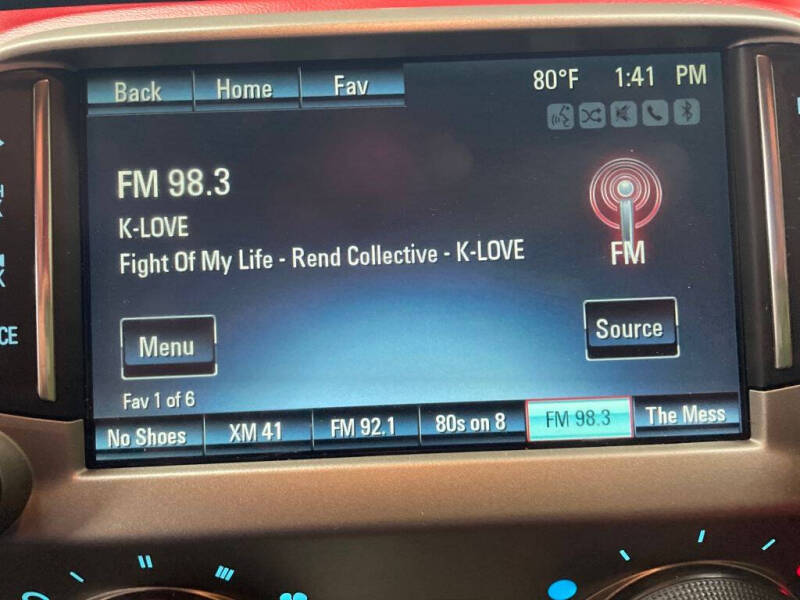 Back Home Fav 80°F 1:41 PM
FM 98.3
K-LOVE
Fight Of My Life - Rend Collective - K-LOVE
FM
Menu Source
Fav 1 of 6
No Shoes XM 41 FM 92.1 80s on 8 FM 98.3 The Mess